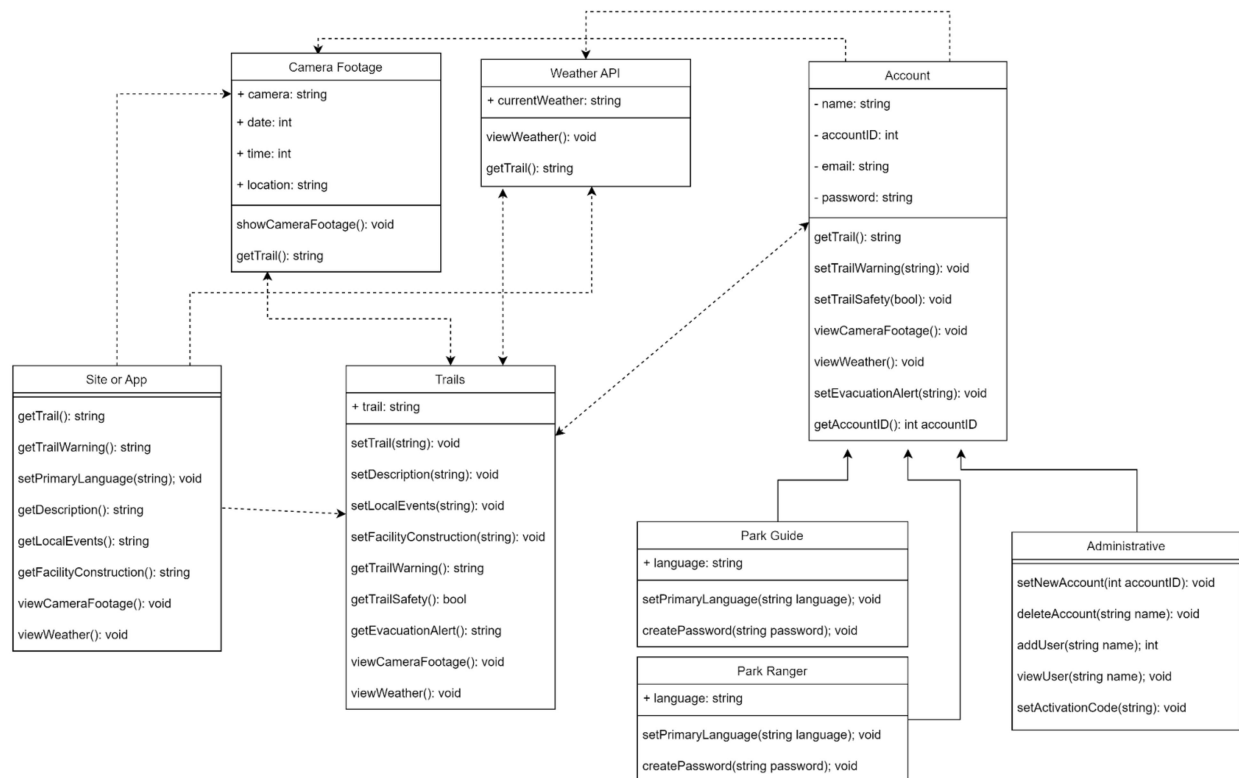 Camera Footage
+ camera: string
+ date: int
+ time: int
+ location: string
showCameraFootage(): void
getTrail(): string
Weather API
+ currentWeather: string
viewWeather(): void
getTrail(): string
Account
- name: string
- accountID: int
- email: string
- password: string
getTrail(): string
setTrailWarning(string): void
setTrailSafety(bool): void
viewCameraFootage(): void
viewWeather(): void
setEvacuationAlert(string): void
getAccountID(): int accountID
Site or App
getTrail(): string
getTrailWarning(): string
setPrimaryLanguage(string); void
getDescription(): string
getLocalEvents(): string
getFacilityConstruction(): string
viewCameraFootage(): void
viewWeather(): void
Trails
+ trail: string
setTrail(string): void
setDescription(string): void
setLocalEvents(string): void
setFacilityConstruction(string): void
getTrailWarning(): string
getTrailSafety(): bool
getEvacuationAlert(): string
viewCameraFootage(): void
viewWeather(): void
Park Guide
+ language: string
setPrimaryLanguage(string language); void
createPassword(string password); void
Park Ranger
+ language: string
setPrimaryLanguage(string language); void
createPassword(string password); void
Administrative
setNewAccount(int accountID): void
deleteAccount(string name): void
addUser(string name); int
viewUser(string name); void
setActivationCode(string): void